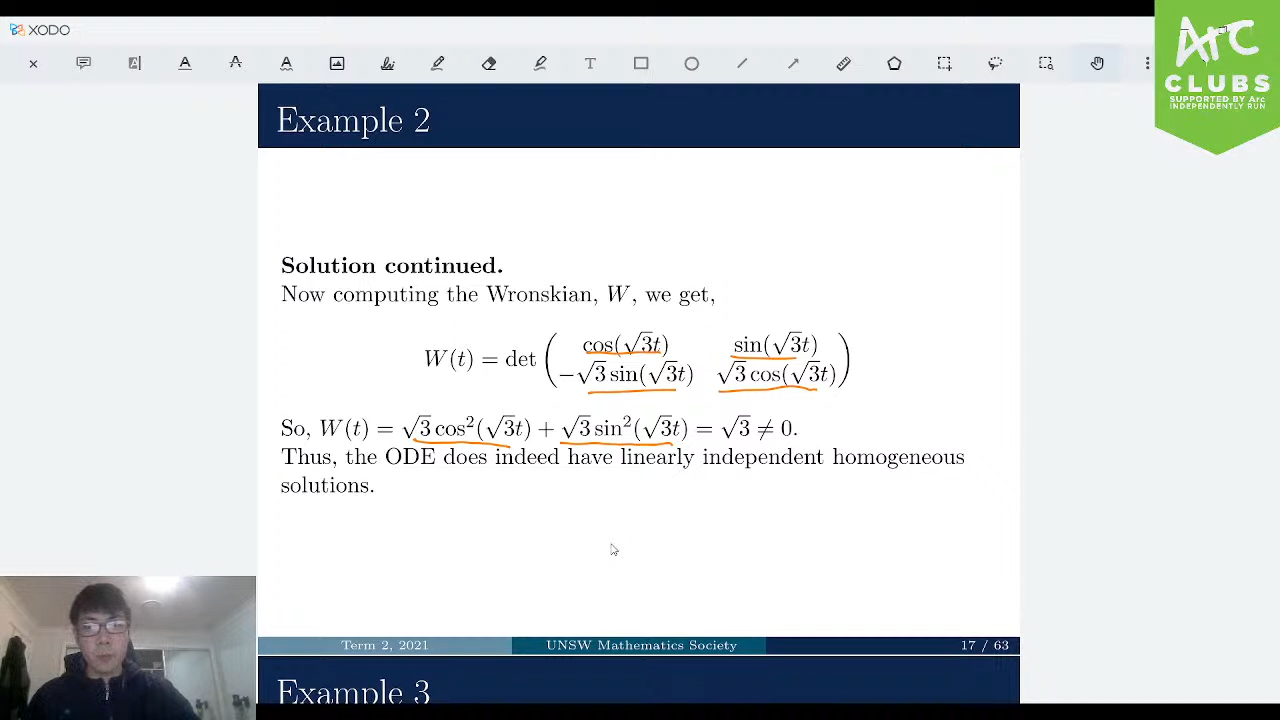 XODO
Arc
CLUBS
SUPPORTED BY Arc
INDEPENDENTLY RUN
Example 2
Solution continued.
Now computing the Wronskian, W, we get,
W(t) = det ( cos(√3t) sin(√3t)
−√3 sin(√3t) √3 cos(√3t) )
So, W(t) = √3 cos²(√3t) + √3 sin²(√3t) = √3 ≠ 0.
Thus, the ODE does indeed have linearly independent homogeneous
solutions.
Term 2, 2021 UNSW Mathematics Society 17 / 63
Example 3